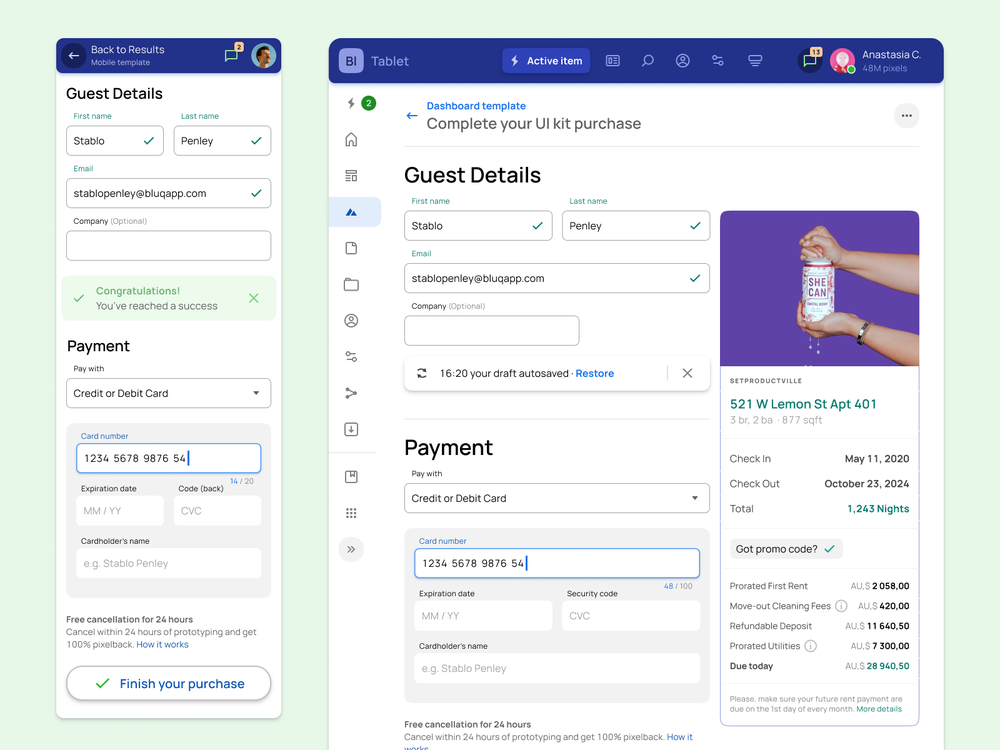 Back to Results
Mobile template
2
Guest Details
First name
Last name
Stablo
Penley
Email
stablopenley@bluqapp.com
Company (Optional)
Congratulations!
You've reached a success
Payment
Pay with
Credit or Debit Card
Card number
1234 5678 9876 54
14 / 20
Expiration date
Code (back)
MM / YY
CVC
Cardholder's name
e.g. Stablo Penley
Free cancellation for 24 hours
Cancel within 24 hours of prototyping and get
100% pixelback. How it works
Finish your purchase
BI
Tablet
Active item
13
Anastasia C.
48M pixels
2
Dashboard template
Complete your UI kit purchase
Guest Details
First name
Last name
Stablo
Penley
Email
stablopenley@bluqapp.com
Company (Optional)
16:20 your draft autosaved · Restore
Payment
Pay with
Credit or Debit Card
Card number
1234 5678 9876 54
48 / 100
Expiration date
Security code
MM / YY
CVC
Cardholder's name
e.g. Stablo Penley
Free cancellation for 24 hours
Cancel within 24 hours of prototyping and get 100% pixelback. How it
works
SHE
CAN
SETPRODUCTVILLE
521 W Lemon St Apt 401
3 br, 2 ba · 877 sqft
Check In
May 11, 2020
Check Out
October 23, 2024
Total
1,243 Nights
Got promo code?
Prorated First Rent
AU,$ 2 058,00
Move-out Cleaning Fees
AU,$ 420,00
Refundable Deposit
AU,$ 11 640,50
Prorated Utilities
AU,$ 7 300,00
Due today
AU,$ 28 940,50
Please, make sure your future rent payment are
due on the 1st day of every month. More details